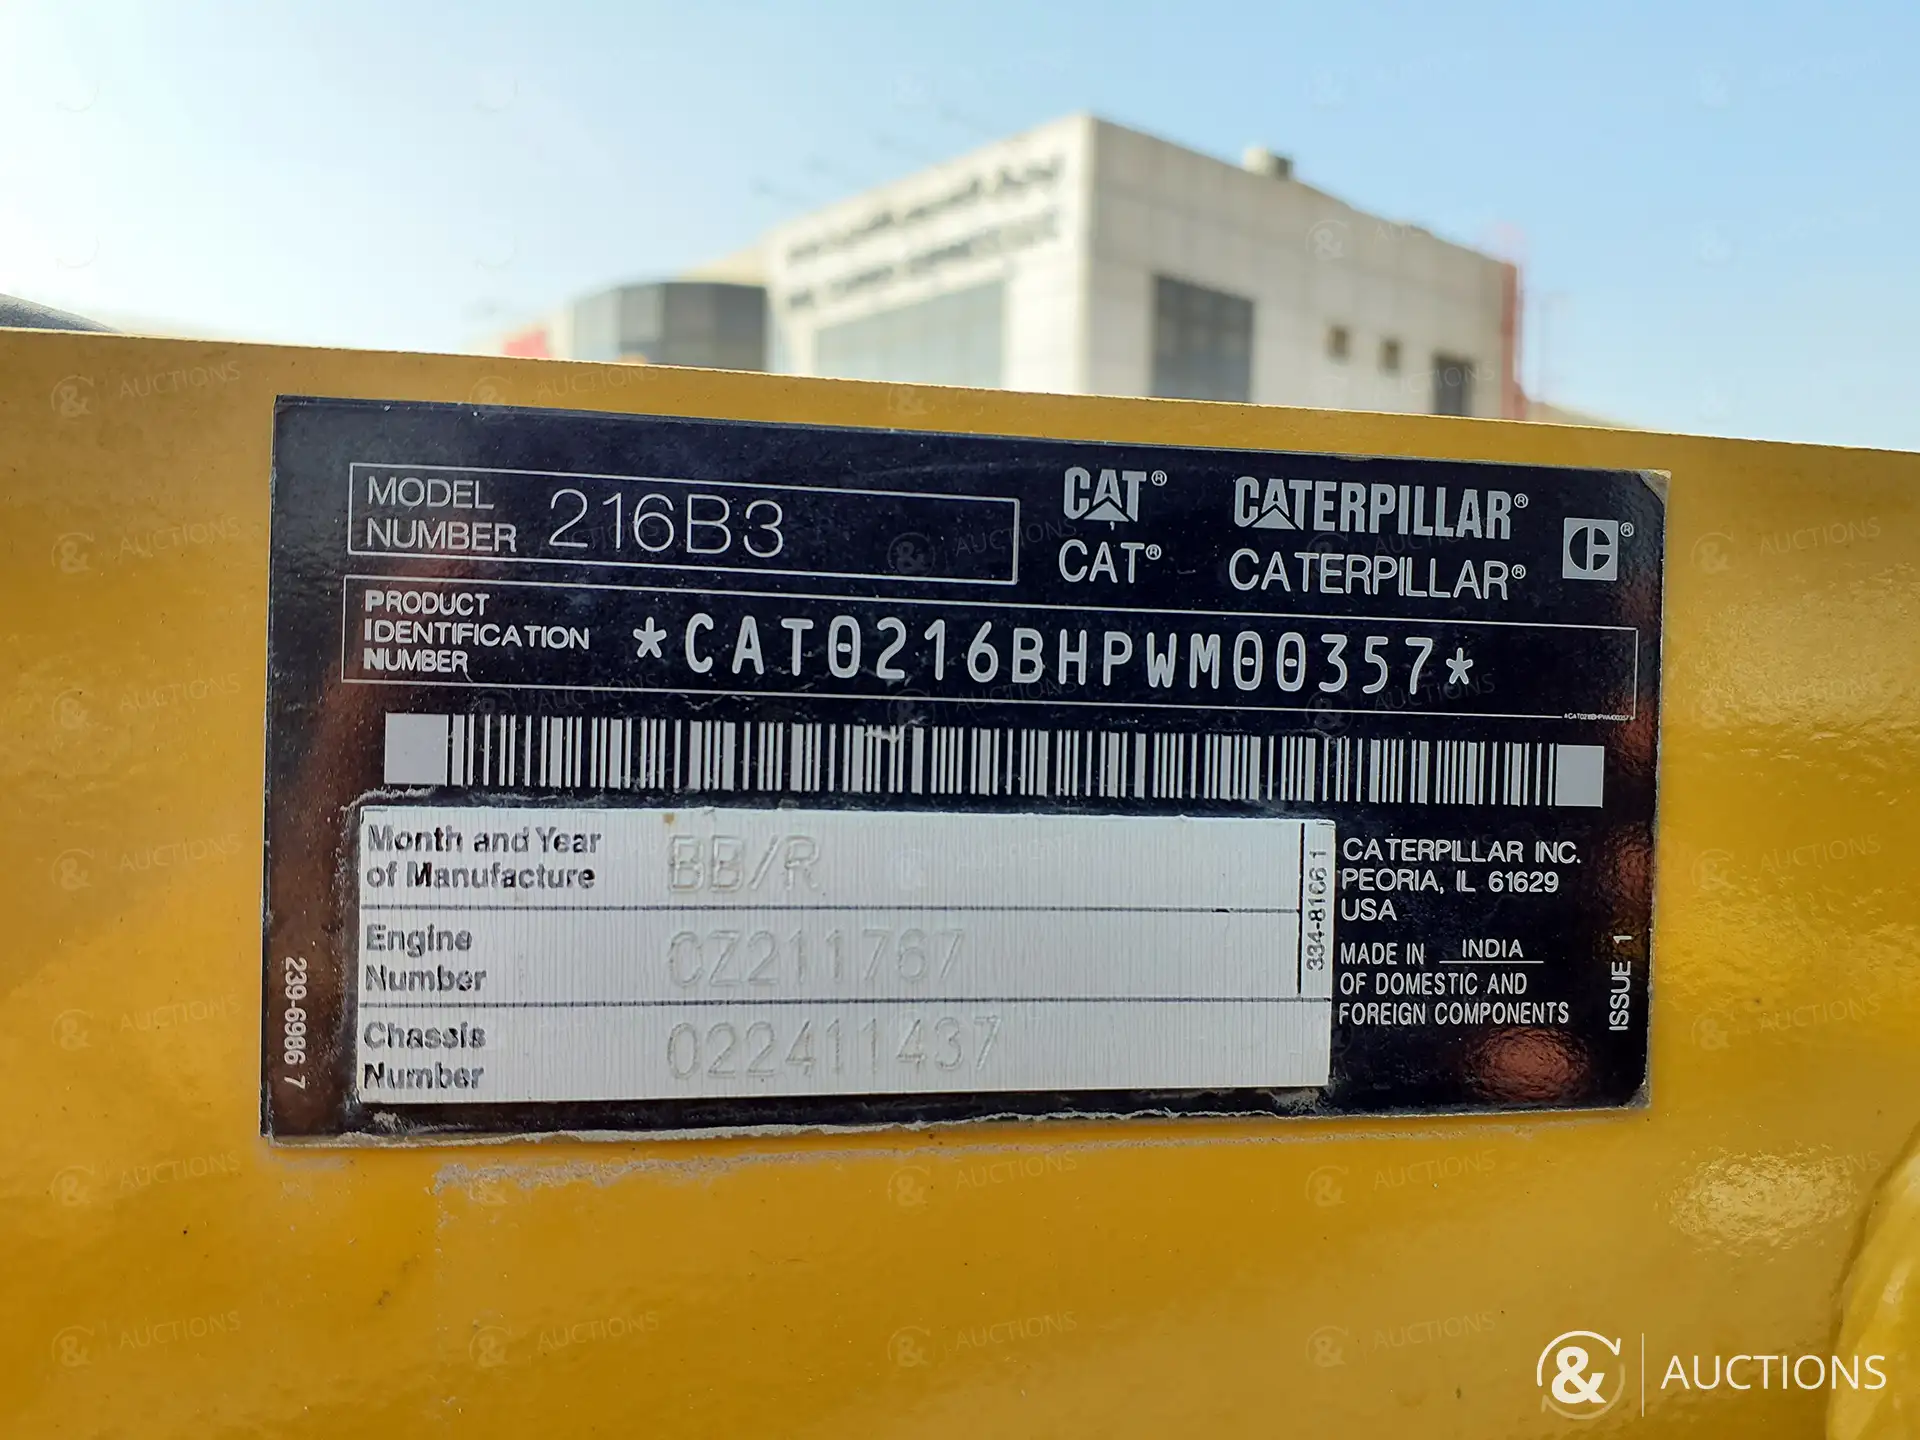 MODEL
NUMBER 216B3
CAT® CATERPILLAR®
CAT® CATERPILLAR®
C®
PRODUCT
IDENTIFICATION
NUMBER
*CAT0216BHPWM00357*
*CAT0216BHPWM00357*
Month and Year
of Manufacture
BB/R
Engine
Number
CZ211767
Chassis
Number
022411437
334-8166 1
CATERPILLAR INC.
PEORIA, IL 61629
USA
MADE IN INDIA
OF DOMESTIC AND
FOREIGN COMPONENTS
ISSUE 1
239-6986 7
& AUCTIONS